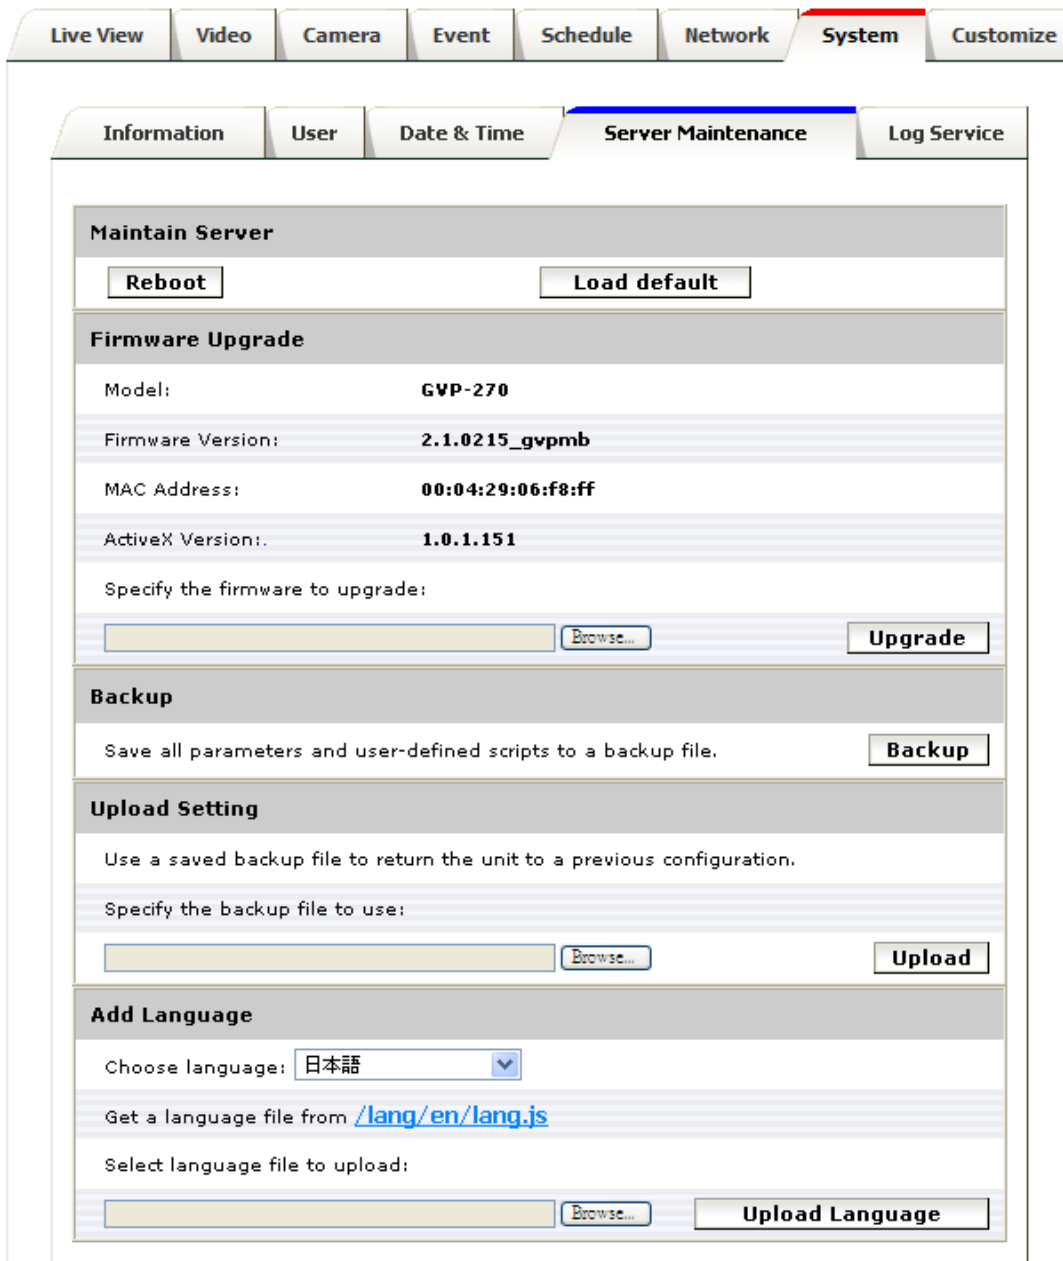 Live View Video Camera Event Schedule Network System Customize
Information User Date & Time Server Maintenance Log Service
Maintain Server
Reboot Load default
Firmware Upgrade
Model: GVP-270
Firmware Version: 2.1.0215_gvpmb
MAC Address: 00:04:29:06:f8:ff
ActiveX Version:. 1.0.1.151
Specify the firmware to upgrade:
Browse... Upgrade
Backup
Save all parameters and user-defined scripts to a backup file. Backup
Upload Setting
Use a saved backup file to return the unit to a previous configuration.
Specify the backup file to use:
Browse... Upload
Add Language
Choose language: 日本語
Get a language file from /lang/en/lang.js
Select language file to upload:
Browse... Upload Language